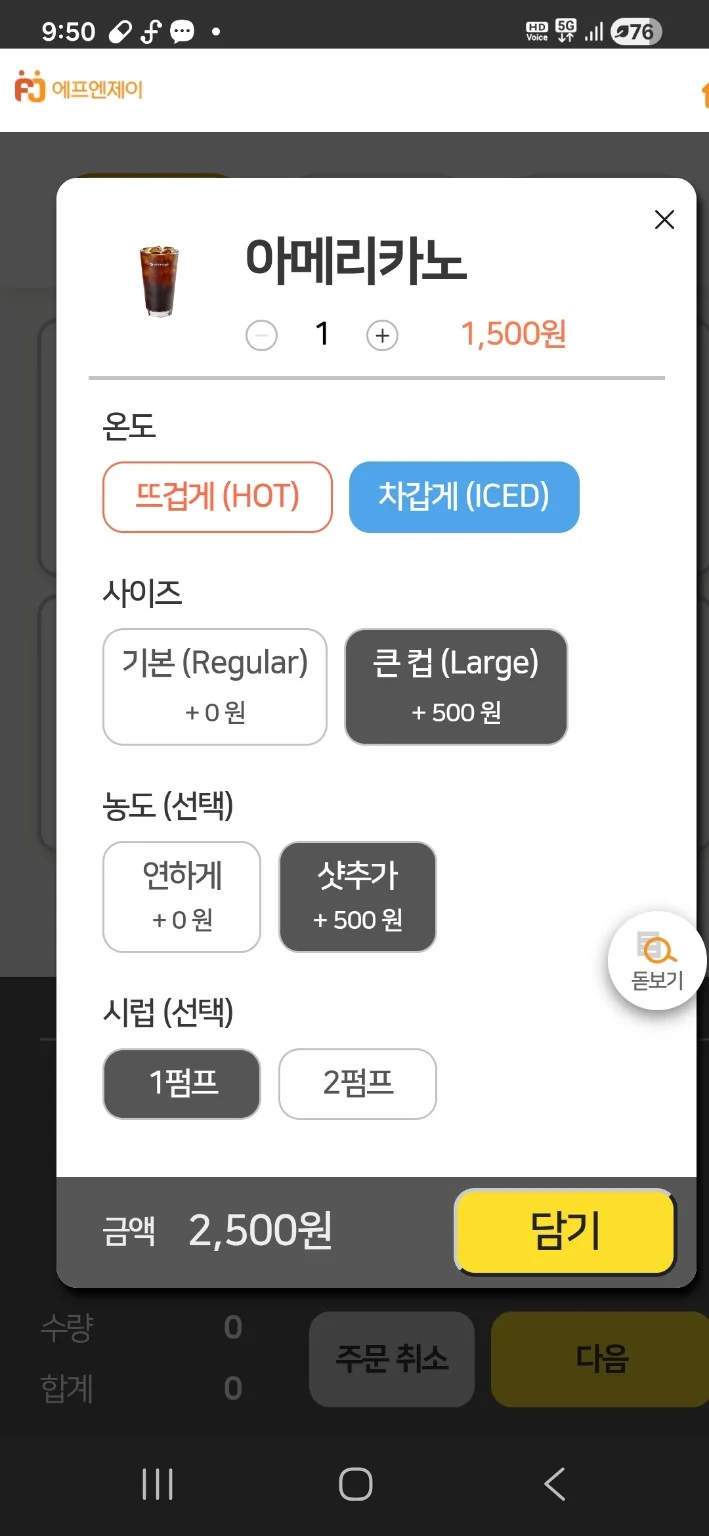 9:50
HD Voice 5G 76
에프엔제이
아메리카노
1
1,500원
온도
뜨겁게 (HOT) 차갑게 (ICED)
사이즈
기본 (Regular) 큰 컵 (Large)
+ 0 원 + 500 원
농도 (선택)
연하게 샷추가
+ 0 원 + 500 원
돋보기
시럽 (선택)
1펌프 2펌프
금액 2,500원 담기
수량 0
주문 취소 다음
합계 0